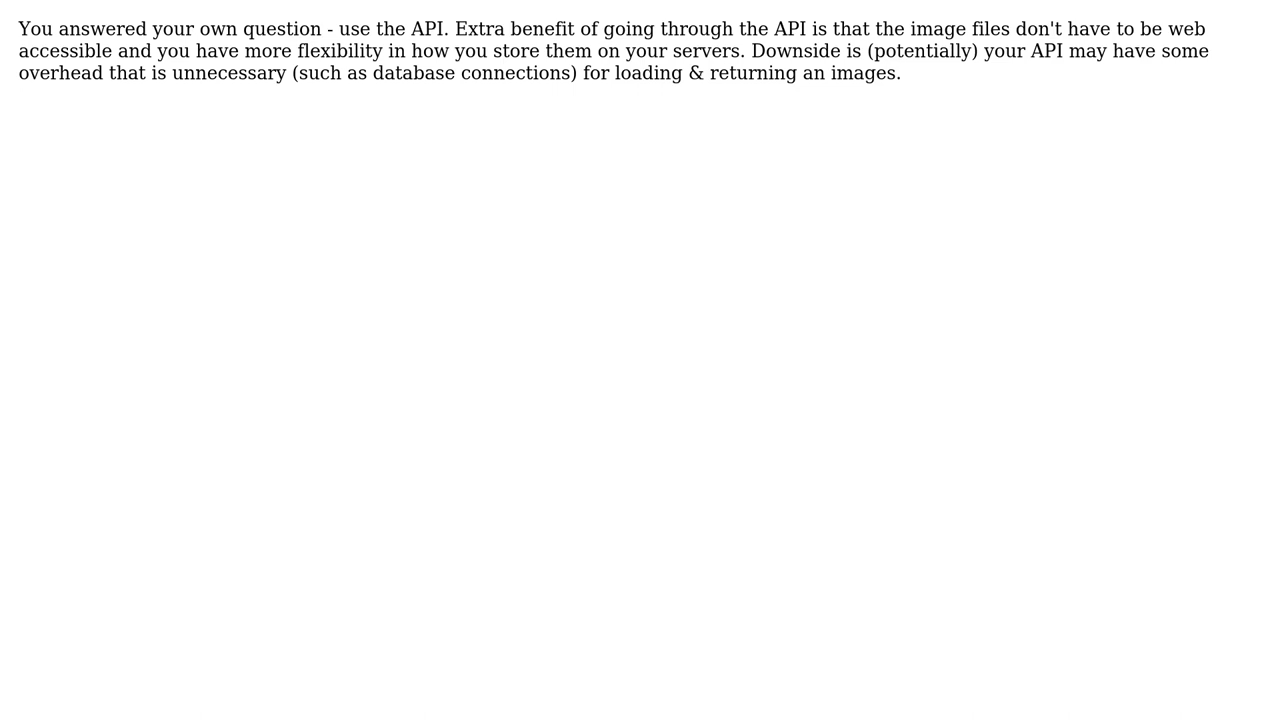 You answered your own question - use the API. Extra benefit of going through the API is that the image files don't have to be web
accessible and you have more flexibility in how you store them on your servers. Downside is (potentially) your API may have some
overhead that is unnecessary (such as database connections) for loading & returning an images.